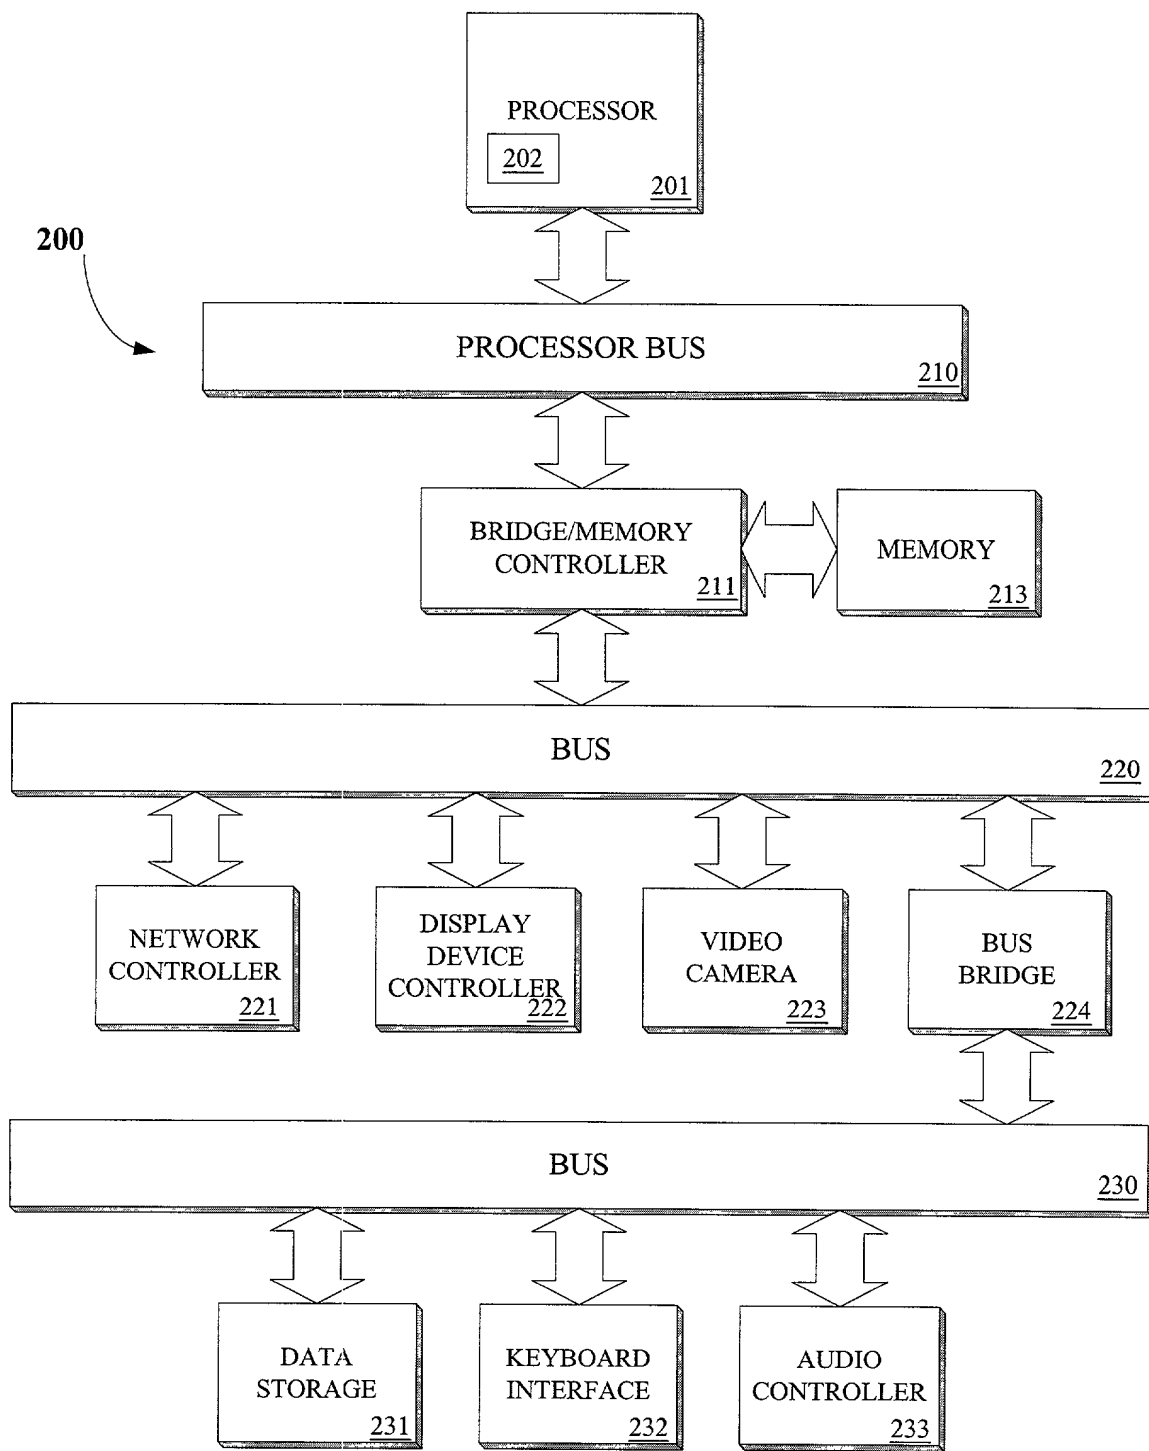 PROCESSOR
202
201
200
PROCESSOR BUS
210
BRIDGE/MEMORY
CONTROLLER
211
MEMORY
213
BUS
220
NETWORK
CONTROLLER
221
DISPLAY
DEVICE
CONTROLLER
222
VIDEO
CAMERA
223
BUS
BRIDGE
224
BUS
230
DATA
STORAGE
231
KEYBOARD
INTERFACE
232
AUDIO
CONTROLLER
233